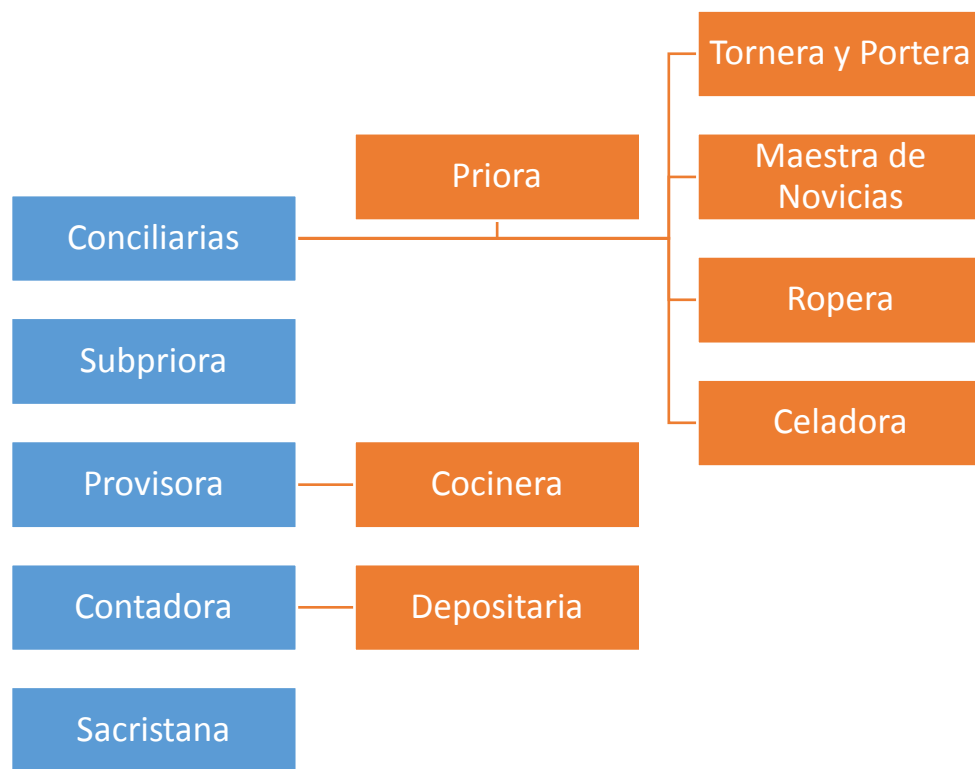 Tornera y Portera
Priora
Maestra de
Novicias
Conciliarias
Ropera
Subpriora
Celadora
Provisora
Cocinera
Contadora
Depositaria
Sacristana